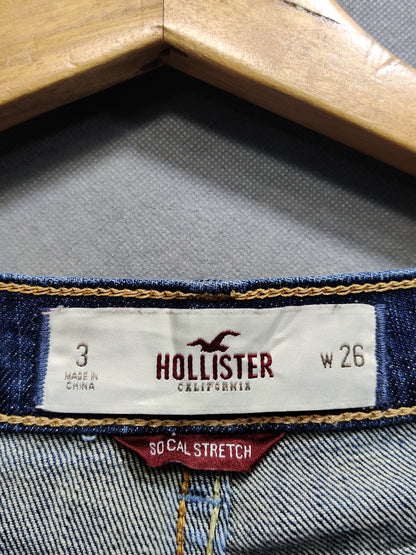 3
MADE IN
CHINA
HOLLISTER
CALIFORNIA
W 26
SO CAL STRETCH